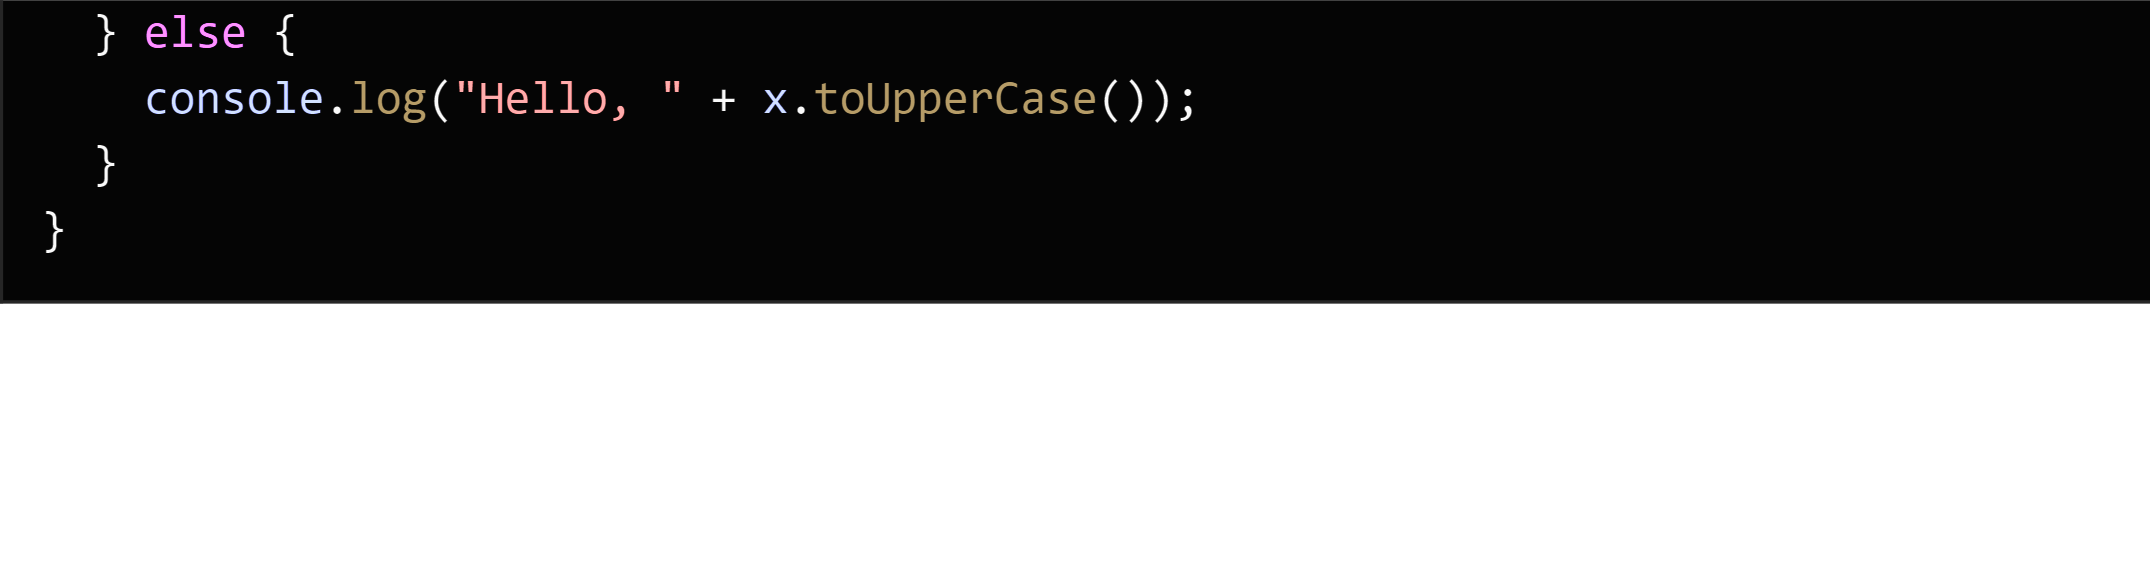 } else {
console.log("Hello, " + x.toUpperCase());
}
}